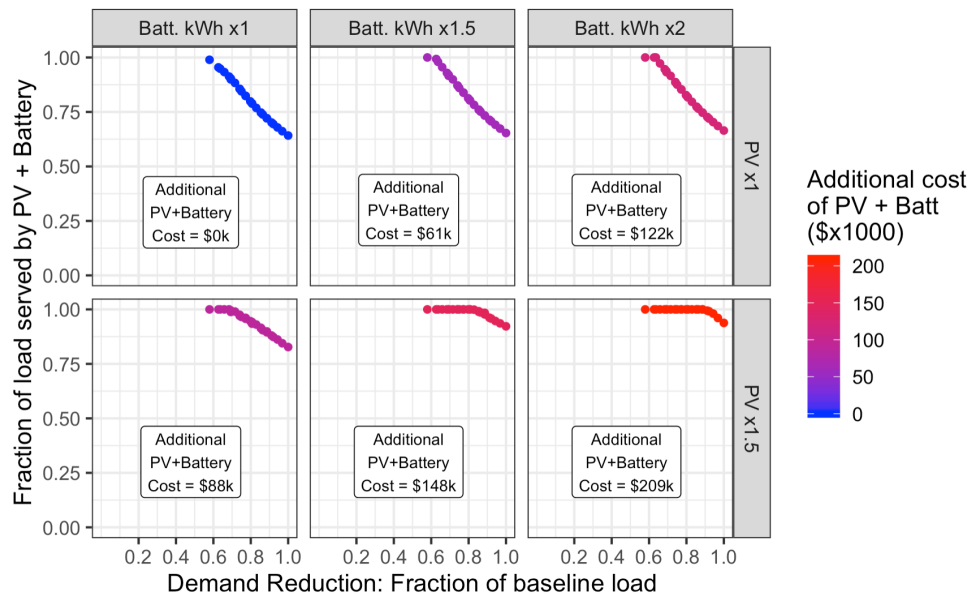 Batt. kWh x1
Batt. kWh x1.5
Batt. kWh x2
Fraction of load served by PV + Battery
1.00
0.75
0.50
0.25
0.00
Additional
PV+Battery
Cost = $0k
Additional
PV+Battery
Cost = $61k
Additional
PV+Battery
Cost = $122k
PV x1
1.00
0.75
0.50
0.25
0.00
Additional
PV+Battery
Cost = $88k
Additional
PV+Battery
Cost = $148k
Additional
PV+Battery
Cost = $209k
PV x1.5
0.2 0.4 0.6 0.8 1.0
0.2 0.4 0.6 0.8 1.0
0.2 0.4 0.6 0.8 1.0
Demand Reduction: Fraction of baseline load
Additional cost
of PV + Batt
($x1000)
200
150
100
50
0